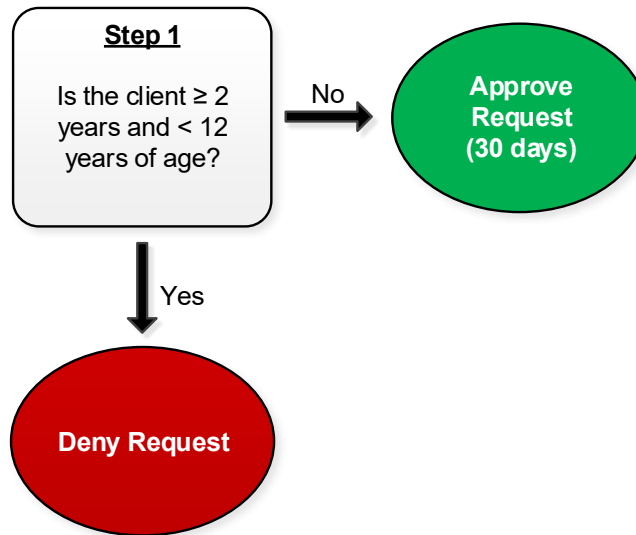 Step 1
Is the client ≥ 2
years and < 12
years of age?
No
Approve
Request
(30 days)
Yes
Deny Request